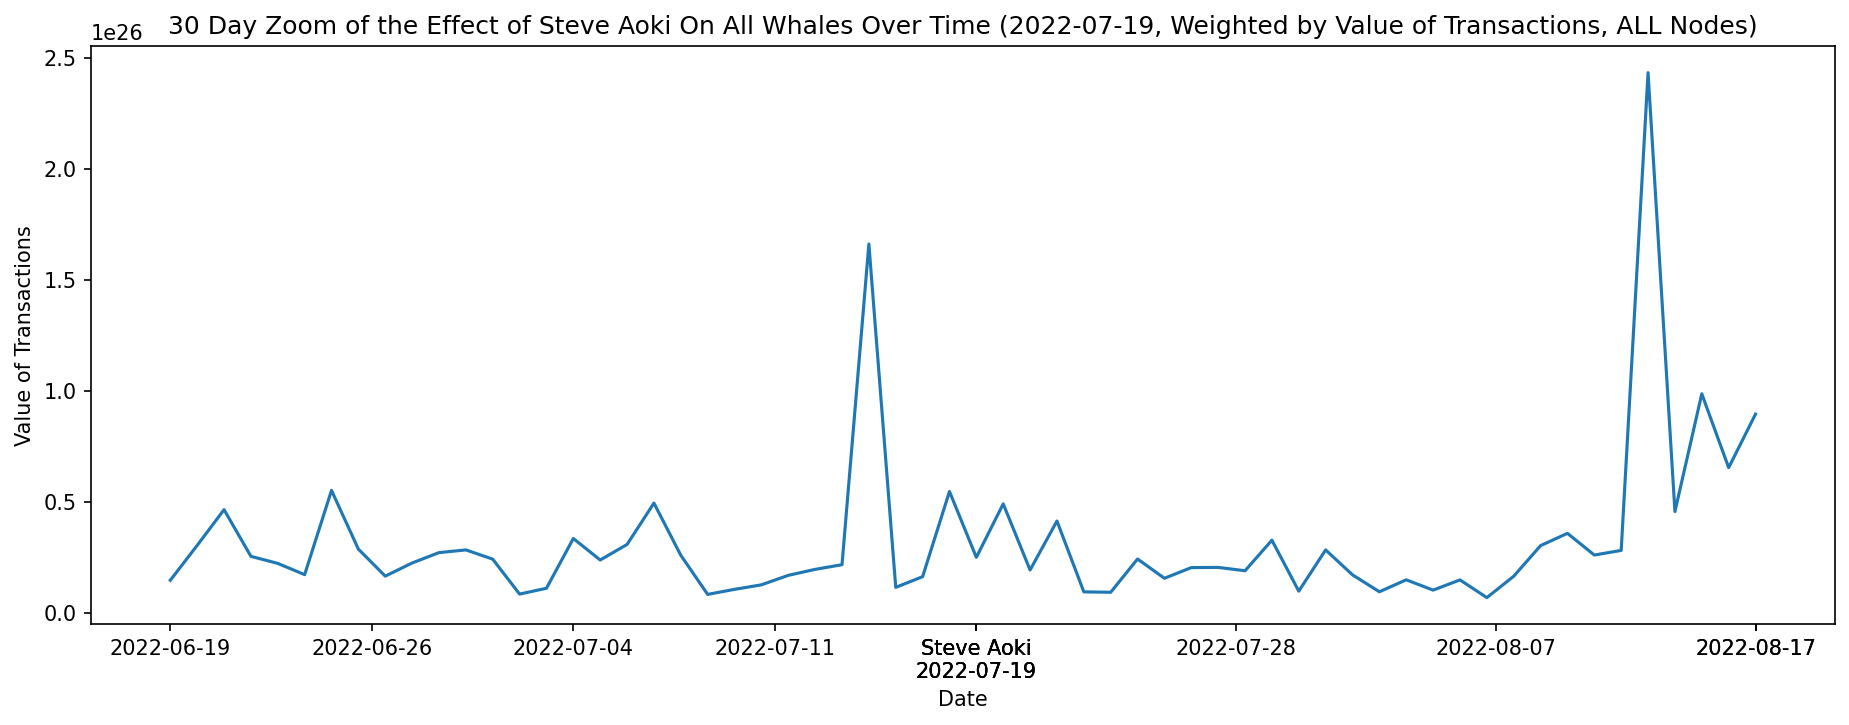 30 Day Zoom of the Effect of Steve Aoki On All Whales Over Time (2022-07-19, Weighted by Value of Transactions, ALL Nodes)
1e26
2.5
2.0
1.5
1.0
0.5
0.0
Value of Transactions
2022-06-19
2022-06-26
2022-07-04
2022-07-11
Steve Aoki
2022-07-19
2022-07-28
2022-08-07
2022-08-17
Date